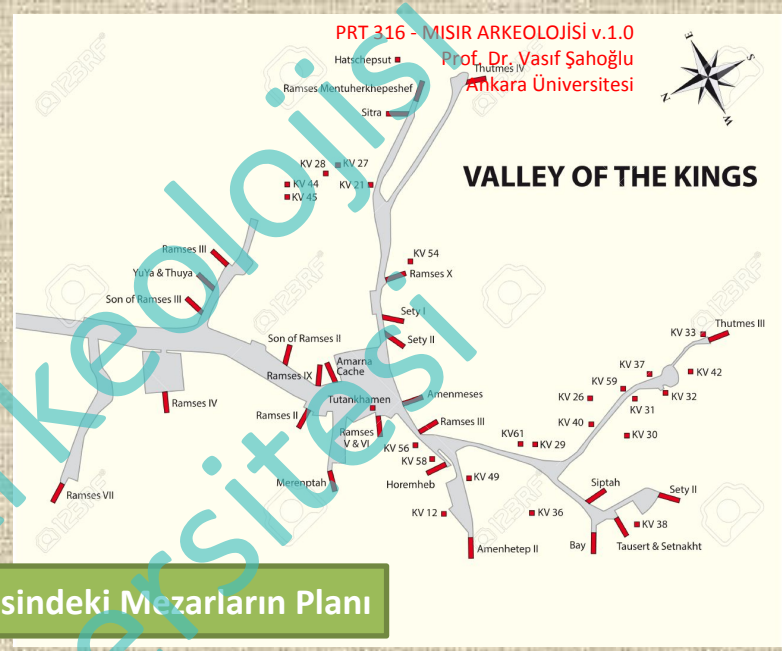 PRT 316 - MISIR ARKEOLOJİSİ v.1.0
Prof. Dr. Vasıf Şahoğlu
Ankara Üniversitesi
VALLEY OF THE KINGS
N
E
S
W
Hatschepsut
Thutmes IV
Ramses Mentuherkhepeshef
Sitra
KV 28
KV 27
KV 44
KV 21
KV 45
KV 54
Ramses III
Ramses X
YuYa & Thuya
Son of Ramses III
Sety I
Sety II
Son of Ramses II
Amarna
Cache
Ramses IX
Ramses IV
Tutankhamen
Amenmeses
Ramses II
Ramses
V & VI
Ramses III
KV 56
KV 58
Horemheb
Merenptah
Ramses VII
KV 49
KV 12
Amenhetep II
KV 33
Thutmes III
KV 37
KV 42
KV 59
KV 26
KV 31
KV 32
KV 40
KV 30
KV61
KV 29
KV 36
Siptah
Sety II
KV 38
Bay
Tausert & Setnakht
sindeki Mezarların Planı
rkeolojisi
ersitesi
123RF